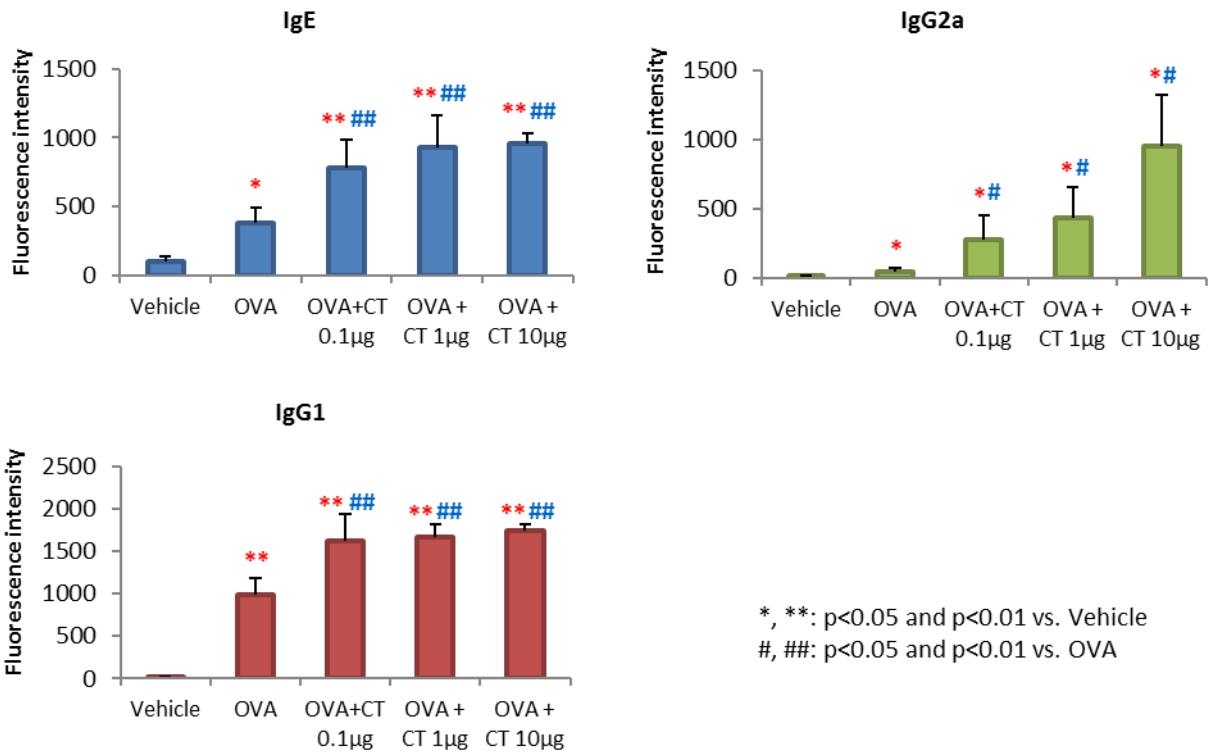 IgE
Fluorescence intensity
1500
1000
500
0
** ##
** ##
** ##
*
Vehicle
OVA
OVA+CT
0.1µg
OVA +
CT 1µg
OVA +
CT 10µg
IgG2a
Fluorescence intensity
1500
1000
500
0
*#
*#
*#
*
Vehicle
OVA
OVA+CT
0.1µg
OVA +
CT 1µg
OVA +
CT 10µg
IgG1
Fluorescence intensity
2500
2000
1500
1000
500
0
**
** ##
** ##
** ##
Vehicle
OVA
OVA+CT
0.1µg
OVA +
CT 1µg
OVA +
CT 10µg
*, **: p<0.05 and p<0.01 vs. Vehicle
#, ##: p<0.05 and p<0.01 vs. OVA